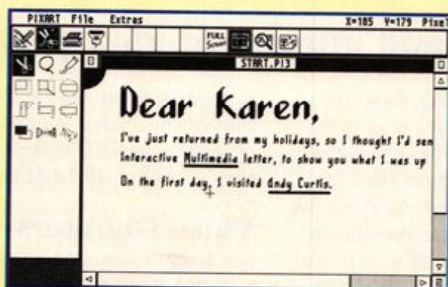 PIXART File Extras X=185 Y=179 Pixel
FULL
Screen
START.PI3
Dear Karen,
I've just returned from my holidays, so I thought I'd sen
Interactive Multimedia letter, to show you what I was up
On the first day, I visited Andy Curtis.